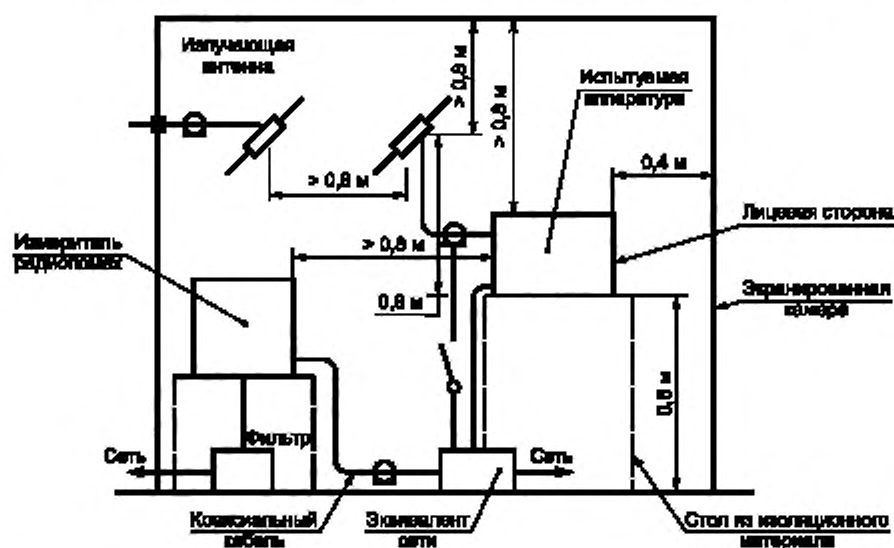 Излучающая
антенна
> 0,8 м
> 0,8 м
Испытуемая
аппаратура
0,4 м
> 0,8 м
Лицевая сторона
Измеритель
радиопомех
> 0,8 м
0,8 м
Экранированная
камера
0,8 м
Фильтр
Сеть
Сеть
Коаксиальный
кабель
Эквивалент
сети
Стол из изоляционного
материала